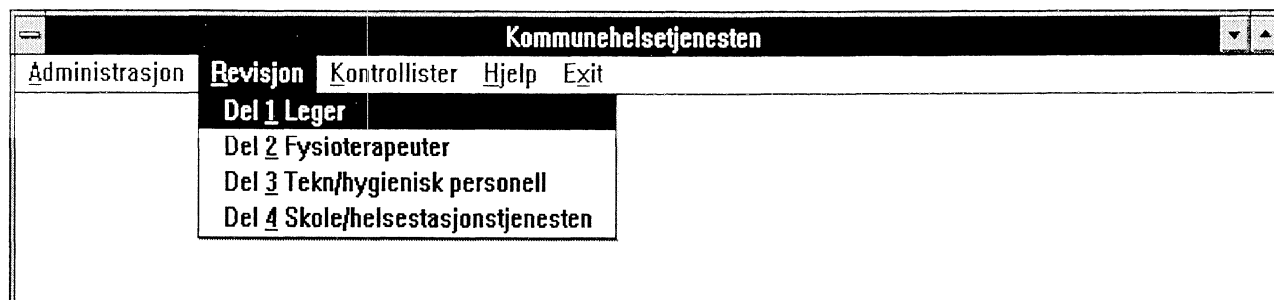 Kommunehelsetjenesten
Administrasjon Revisjon Kontrollister Hjelp Exit
Del 1 Leger
Del 2 Fysioterapeuter
Del 3 Tekn/hygienisk personell
Del 4 Skole/helsestasjonstjenesten